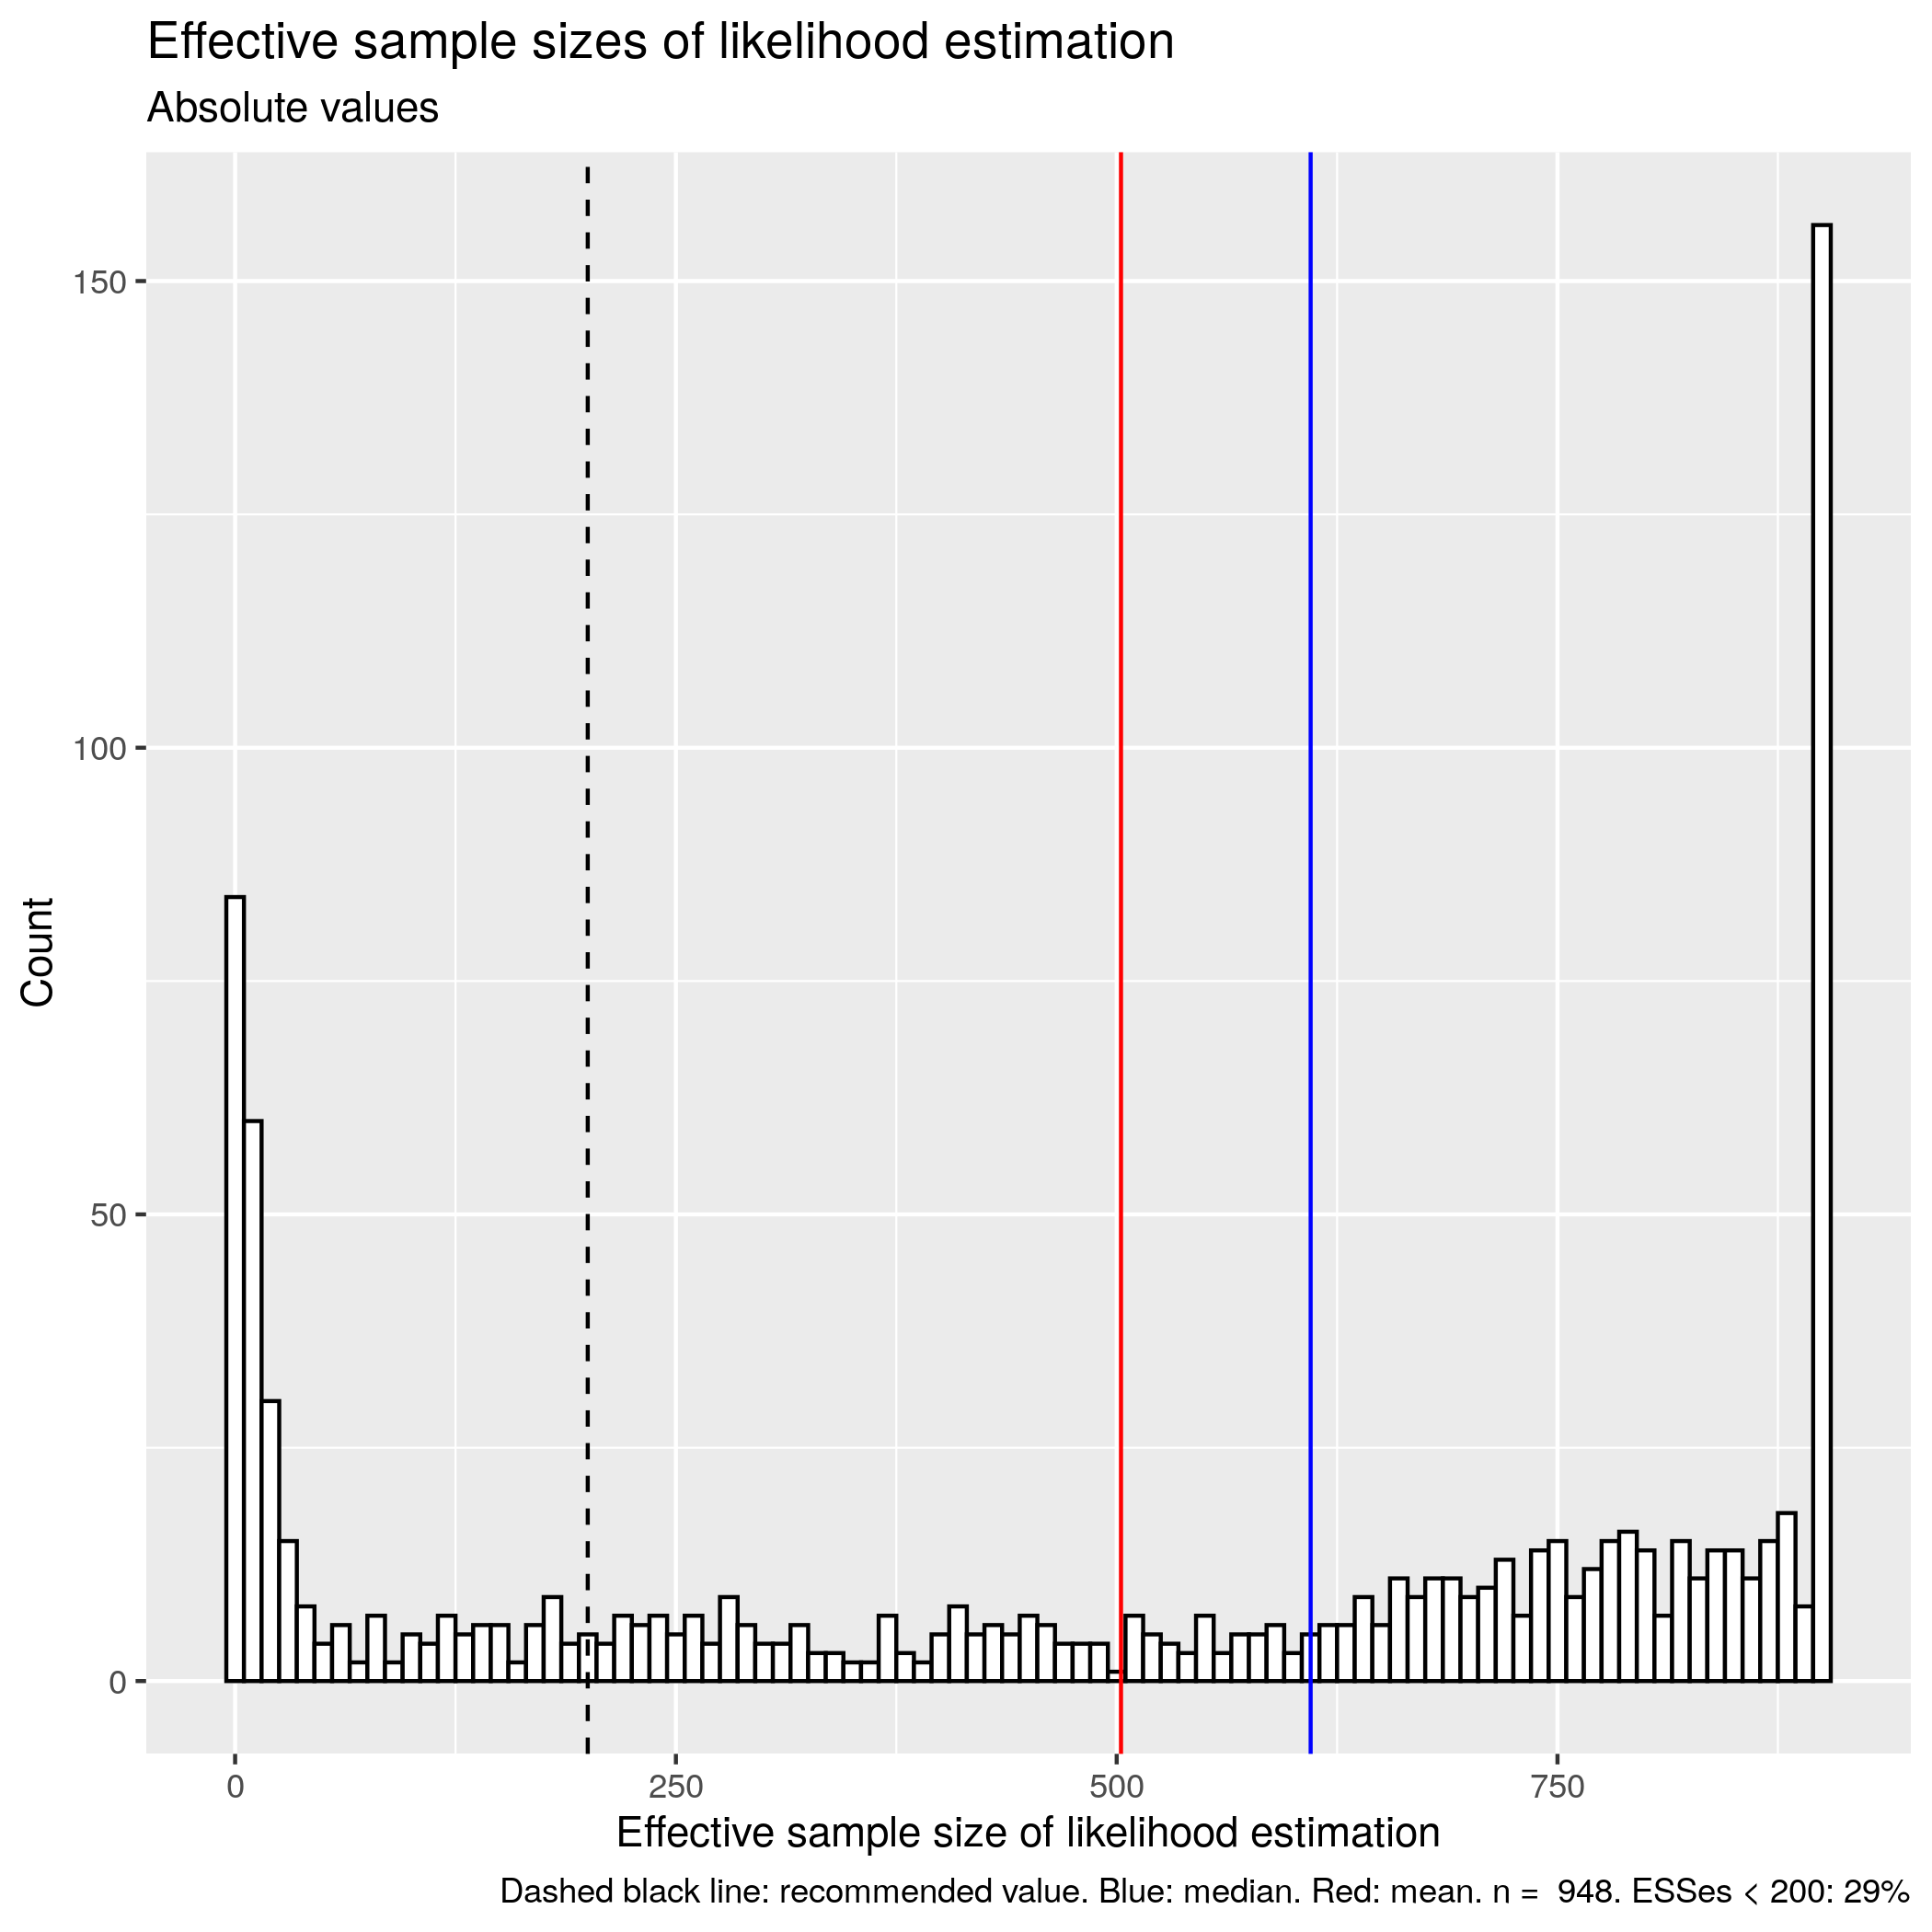 Effective sample sizes of likelihood estimation
Absolute values
150
100
50
0
Count
0 250 500 750
Effective sample size of likelihood estimation
Dashed black line: recommended value. Blue: median. Red: mean. n =  948. ESSes < 200: 29%